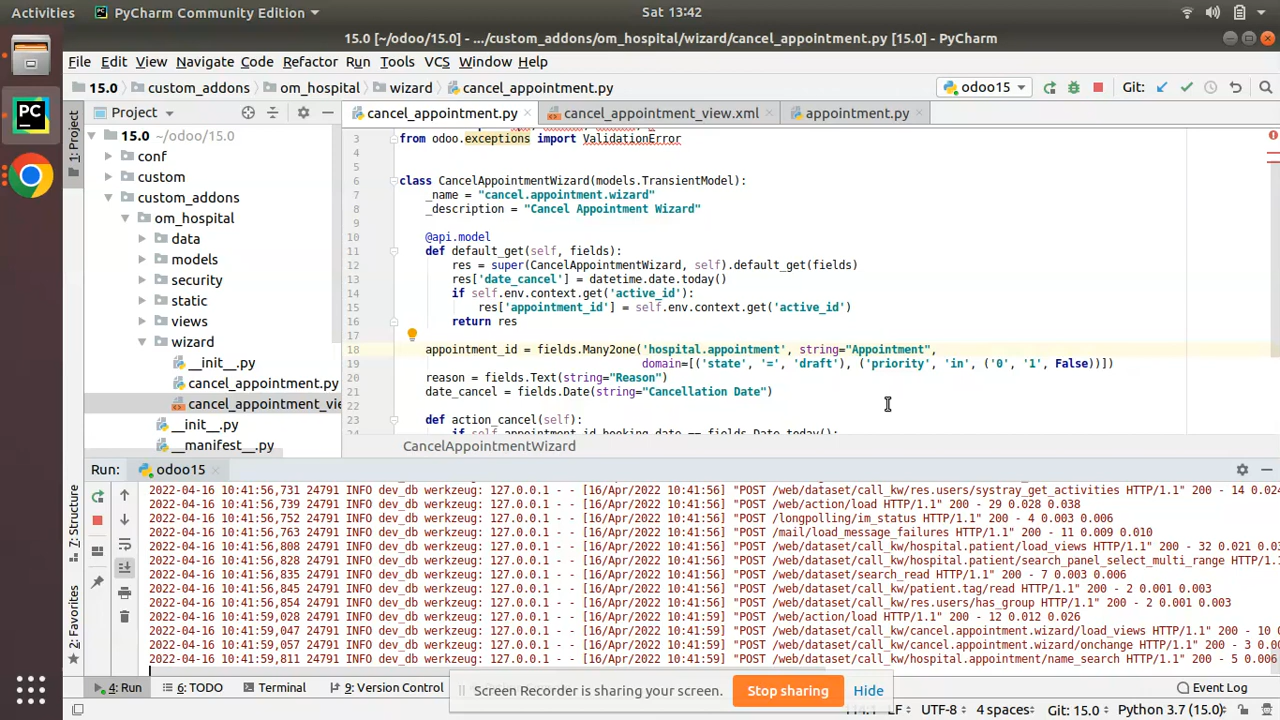 Activities PyCharm Community Edition Sat 13:42
15.0 [~/odoo/15.0] - .../custom_addons/om_hospital/wizard/cancel_appointment.py [15.0] - PyCharm
File Edit View Navigate Code Refactor Run Tools VCS Window Help
15.0 custom_addons om_hospital wizard cancel_appointment.py odoo15 Git:
Project cancel_appointment.py cancel_appointment_view.xml appointment.py
1: Project
15.0 ~/odoo/15.0
conf
custom
custom_addons
om_hospital
data
models
security
static
views
wizard
__init__.py
cancel_appointment.py
cancel_appointment_vie
__init__.py
__manifest__.py
3 from odoo.exceptions import ValidationError
4
5
6 class CancelAppointmentWizard(models.TransientModel):
7 _name = "cancel.appointment.wizard"
8 _description = "Cancel Appointment Wizard"
9
10 @api.model
11 def default_get(self, fields):
12 res = super(CancelAppointmentWizard, self).default_get(fields)
13 res['date_cancel'] = datetime.date.today()
14 if self.env.context.get('active_id'):
15 res['appointment_id'] = self.env.context.get('active_id')
16 return res
17
18 appointment_id = fields.Many2one('hospital.appointment', string="Appointment",
19 domain=[('state', '=', 'draft'), ('priority', 'in', ('0', '1', False))])
20 reason = fields.Text(string="Reason")
21 date_cancel = fields.Date(string="Cancellation Date")
22
23 def action_cancel(self):
if self.appointment_id.booking_date == fields.Date.today():
CancelAppointmentWizard
Run: odoo15
7: Structure
2: Favorites
2022-04-16 10:41:56,731 24791 INFO dev_db werkzeug: 127.0.0.1 - - [16/Apr/2022 10:41:56] "POST /web/dataset/call_kw/res.users/systray_get_activities HTTP/1.1" 200 - 14 0.024
2022-04-16 10:41:56,739 24791 INFO dev_db werkzeug: 127.0.0.1 - - [16/Apr/2022 10:41:56] "POST /web/action/load HTTP/1.1" 200 - 29 0.028 0.038
2022-04-16 10:41:56,752 24791 INFO dev_db werkzeug: 127.0.0.1 - - [16/Apr/2022 10:41:56] "POST /longpolling/im_status HTTP/1.1" 200 - 4 0.003 0.006
2022-04-16 10:41:56,763 24791 INFO dev_db werkzeug: 127.0.0.1 - - [16/Apr/2022 10:41:56] "POST /mail/load_message_failures HTTP/1.1" 200 - 11 0.009 0.010
2022-04-16 10:41:56,808 24791 INFO dev_db werkzeug: 127.0.0.1 - - [16/Apr/2022 10:41:56] "POST /web/dataset/call_kw/hospital.patient/load_views HTTP/1.1" 200 - 32 0.021 0.03
2022-04-16 10:41:56,828 24791 INFO dev_db werkzeug: 127.0.0.1 - - [16/Apr/2022 10:41:56] "POST /web/dataset/call_kw/hospital.patient/search_panel_select_multi_range HTTP/1.1
2022-04-16 10:41:56,835 24791 INFO dev_db werkzeug: 127.0.0.1 - - [16/Apr/2022 10:41:56] "POST /web/dataset/search_read HTTP/1.1" 200 - 7 0.003 0.006
2022-04-16 10:41:56,845 24791 INFO dev_db werkzeug: 127.0.0.1 - - [16/Apr/2022 10:41:56] "POST /web/dataset/call_kw/patient.tag/read HTTP/1.1" 200 - 2 0.001 0.003
2022-04-16 10:41:56,854 24791 INFO dev_db werkzeug: 127.0.0.1 - - [16/Apr/2022 10:41:56] "POST /web/dataset/call_kw/res.users/has_group HTTP/1.1" 200 - 2 0.001 0.003
2022-04-16 10:41:59,028 24791 INFO dev_db werkzeug: 127.0.0.1 - - [16/Apr/2022 10:41:59] "POST /web/action/load HTTP/1.1" 200 - 12 0.012 0.026
2022-04-16 10:41:59,047 24791 INFO dev_db werkzeug: 127.0.0.1 - - [16/Apr/2022 10:41:59] "POST /web/dataset/call_kw/cancel.appointment.wizard/load_views HTTP/1.1" 200 - 10 0
2022-04-16 10:41:59,057 24791 INFO dev_db werkzeug: 127.0.0.1 - - [16/Apr/2022 10:41:59] "POST /web/dataset/call_kw/cancel.appointment.wizard/onchange HTTP/1.1" 200 - 3 0.00
2022-04-16 10:41:59,811 24791 INFO dev_db werkzeug: 127.0.0.1 - - [16/Apr/2022 10:41:59] "POST /web/dataset/call_kw/hospital.appointment/name_search HTTP/1.1" 200 - 5 0.006
4: Run 6: TODO Terminal 9: Version Control Event Log
Screen Recorder is sharing your screen. Stop sharing Hide
LF UTF-8 4 spaces Git: 15.0 Python 3.7 (15.0)